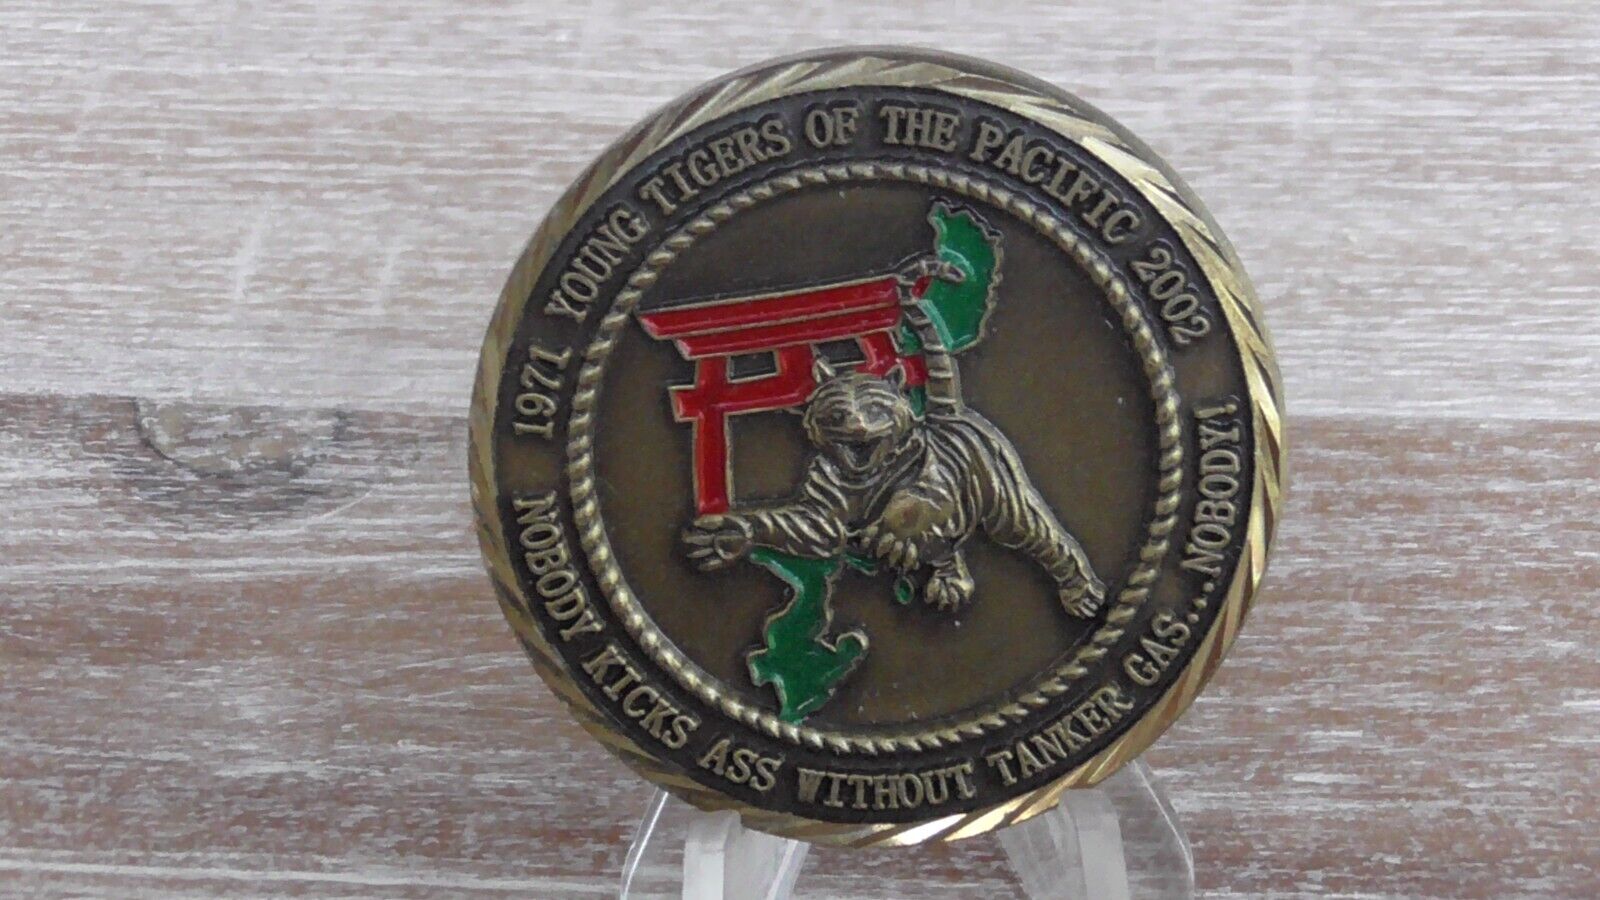 1971 YOUNG TIGERS OF THE PACIFIC 2002
NOBODY KICKS ASS WITHOUT TANKER GAS...NOBODY!